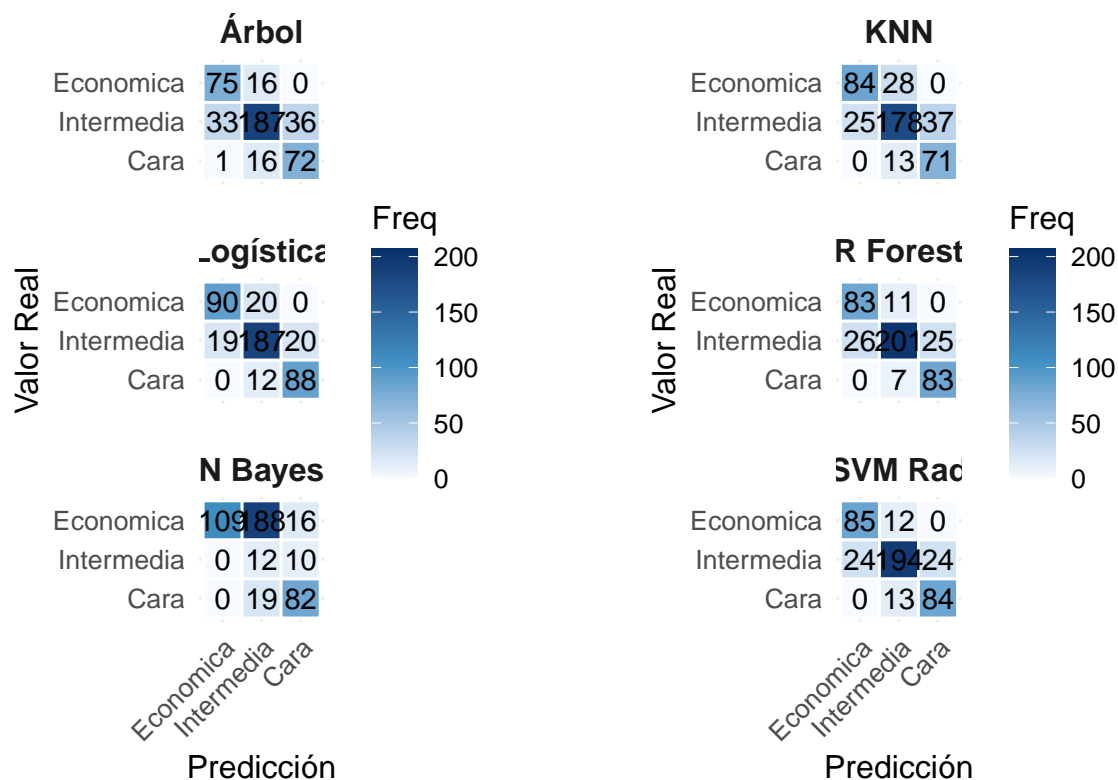 Árbol
Economica 75 16 0
Intermedia 33 187 36
Cara 1 16 72
KNN
84 28 0
25 178 37
0 13 71
Valor Real
Logística
Economica 90 20 0
Intermedia 19 187 20
Cara 0 12 88
Freq
200
150
100
50
0
Valor Real
R Forest
Economica 83 11 0
Intermedia 26 201 25
Cara 0 7 83
Freq
200
150
100
50
0
N Bayes
Economica 109 188 16
Intermedia 0 12 10
Cara 0 19 82
Economica
Intermedia
Cara
Predicción
SVM Rad
Economica 85 12 0
Intermedia 24 194 24
Cara 0 13 84
Economica
Intermedia
Cara
Predicción